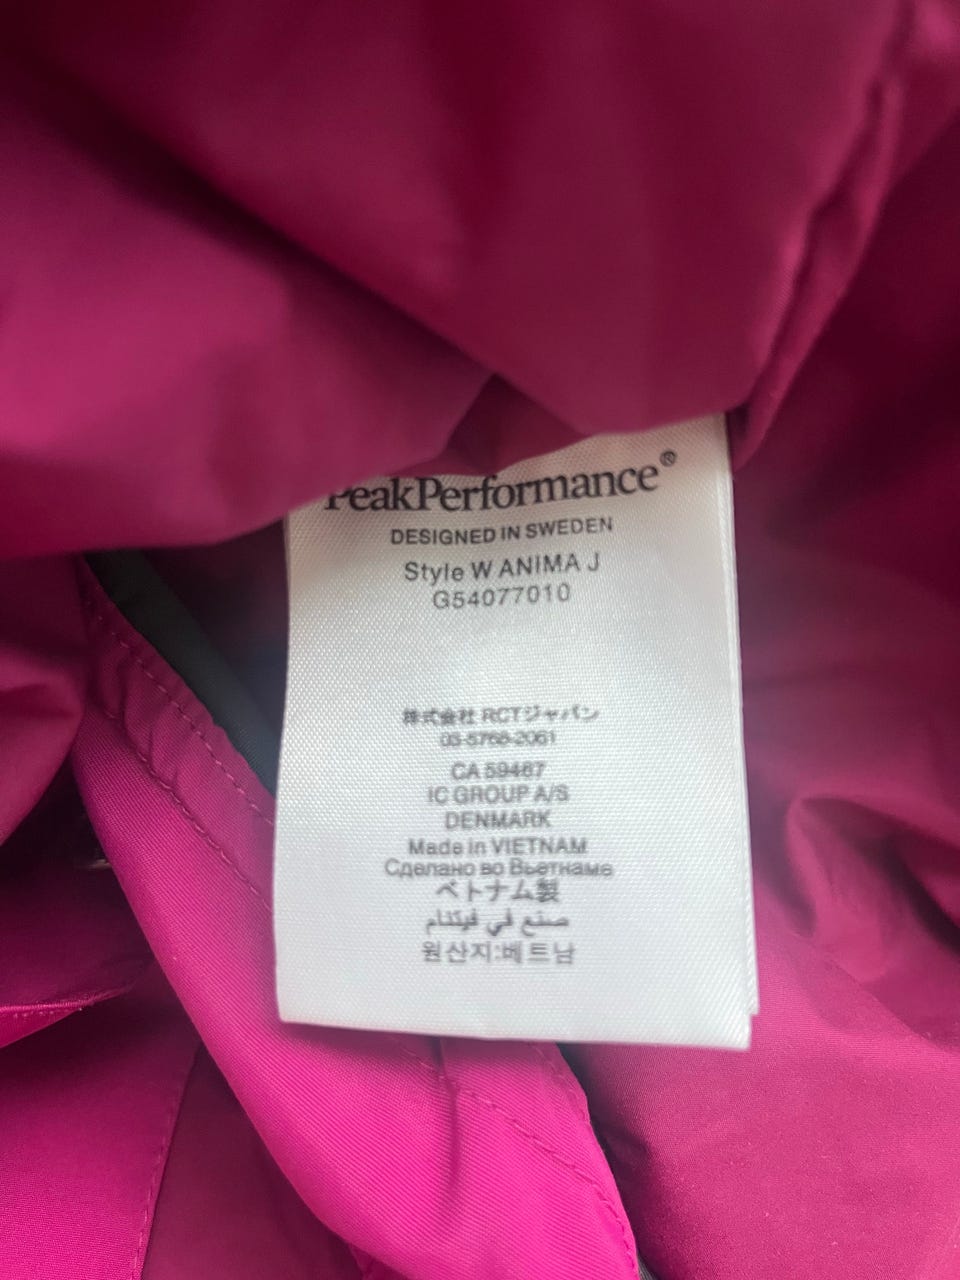 PeakPerformance®
DESIGNED IN SWEDEN
Style W ANIMA J
G54077010
株式会社 RCTジャパン
03-5768-2061
CA 59467
IC GROUP A/S
DENMARK
Made in VIETNAM
Сделано во Вьетнаме
ベトナム製
صنع في فيتنام
원산지:베트남